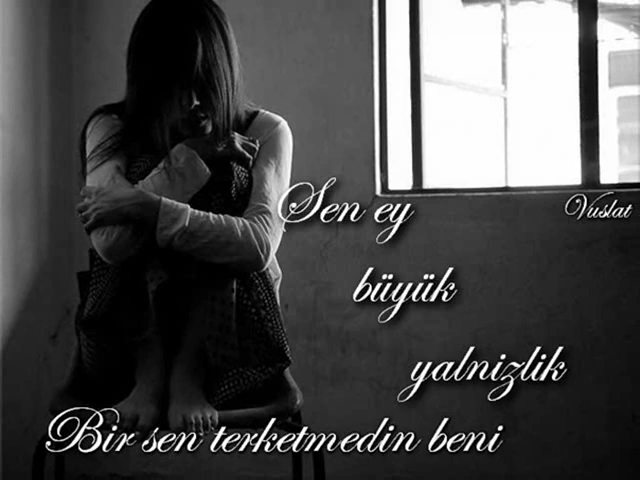 Sen ey
Vuslat
büyük
yalnizlik
Bir sen terketmedin beni